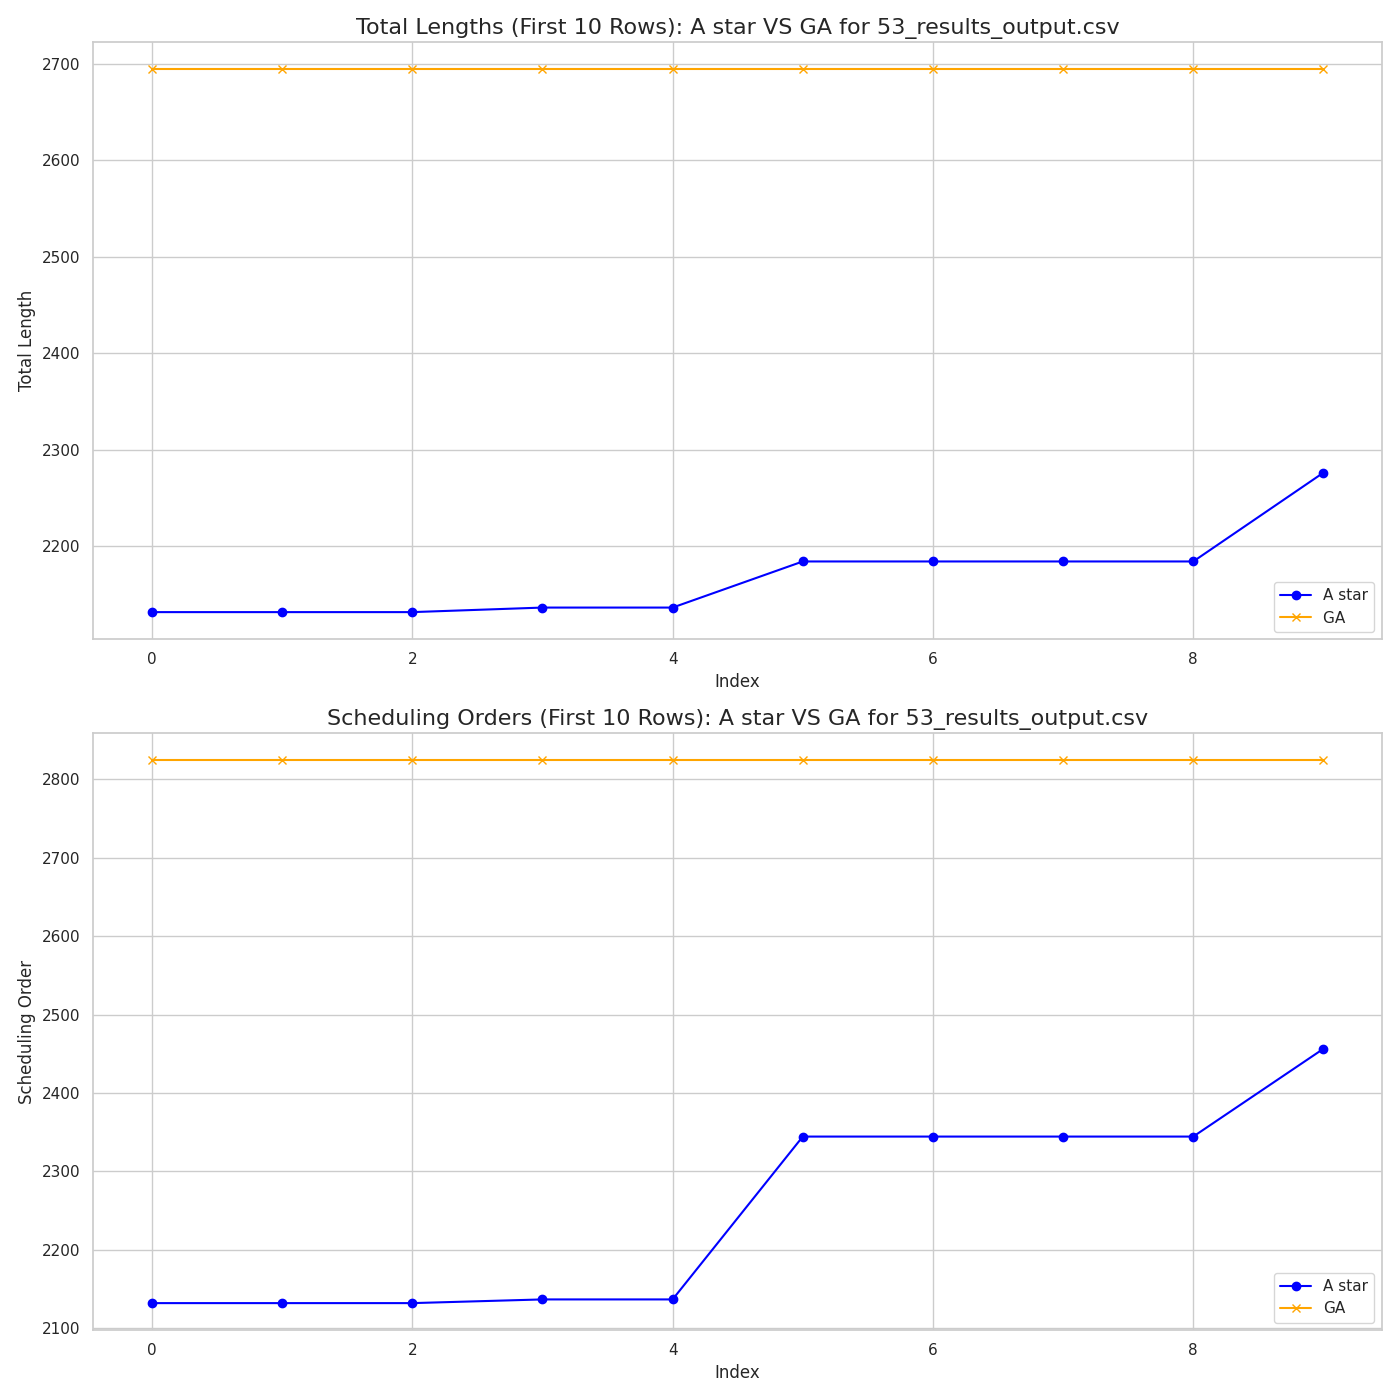 Total Lengths (First 10 Rows): A star VS GA for 53_results_output.csv
2700
2600
2500
2400
2300
2200
Total Length
A star
GA
0 2 4 6 8
Index
Scheduling Orders (First 10 Rows): A star VS GA for 53_results_output.csv
2800
2700
2600
2500
2400
2300
2200
2100
Scheduling Order
A star
GA
0 2 4 6 8
Index